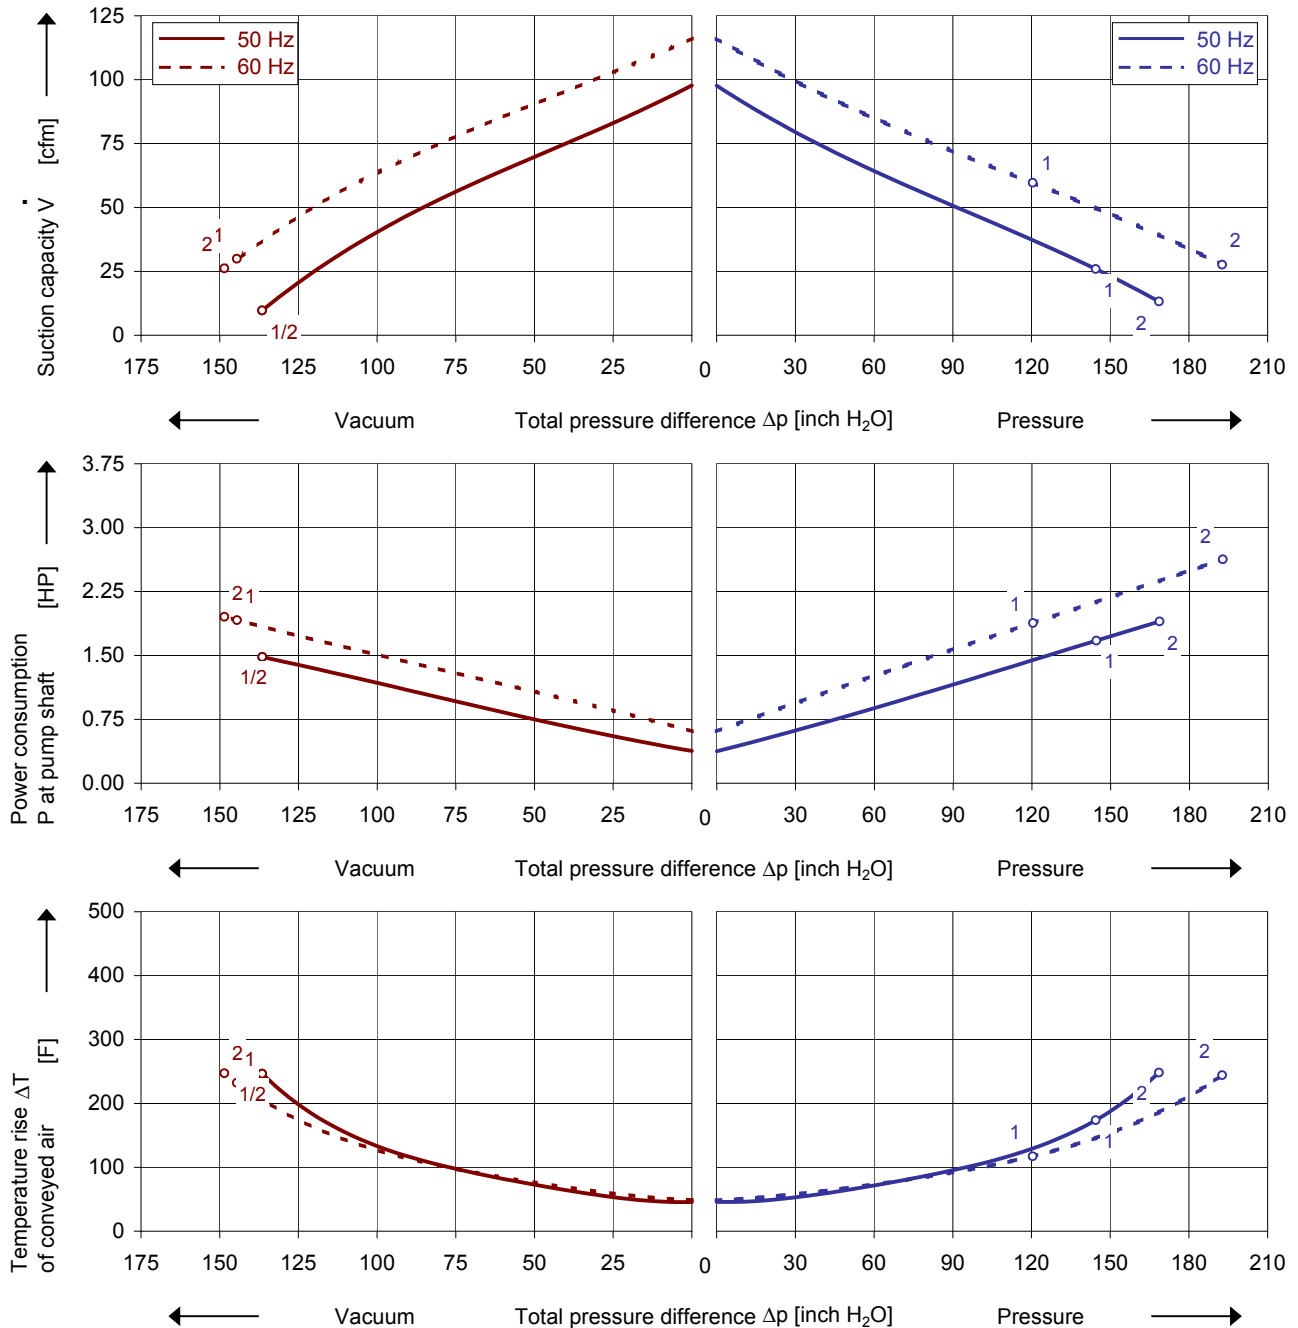 125
100
75
50
25
0
Suction capacity V̇ [cfm]
50 Hz
60 Hz
50 Hz
60 Hz
2
1
1/2
1
2
1
2
175 150 125 100 75 50 25 0 30 60 90 120 150 180 210
Vacuum Total pressure difference Δp [inch H₂O] Pressure
3.75
3.00
2.25
1.50
0.75
0.00
Power consumption
P at pump shaft [HP]
2
1
1/2
1
2
1
2
175 150 125 100 75 50 25 0 30 60 90 120 150 180 210
Vacuum Total pressure difference Δp [inch H₂O] Pressure
500
400
300
200
100
0
Temperature rise ΔT
of conveyed air [F]
2
1
1/2
1
2
1
2
175 150 125 100 75 50 25 0 30 60 90 120 150 180 210
Vacuum Total pressure difference Δp [inch H₂O] Pressure